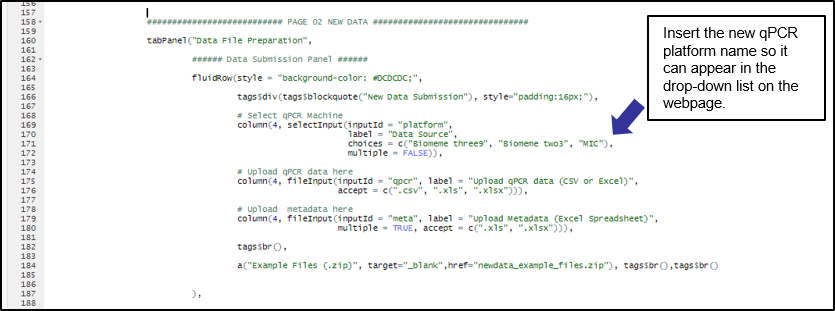 156
157
158 ########################### PAGE 02 NEW DATA ###############################
159
160 tabPanel("Data File Preparation",
161
162 ###### Data Submission Panel ######
163
164 fluidRow(style = "background-color: #DCDCDC;",
165
166 tags$div(tags$blockquote("New Data Submission"), style="padding:16px;"),
167
168 # Select qPCR Machine
169 column(4, selectInput(inputId = "platform",
170 label = "Data Source",
171 choices = c("Biomeme three9", "Biomeme two3", "MIC"),
172 multiple = FALSE)),
173
174 # Upload qPCR data here
175 column(4, fileInput(inputId = "qpcr", label = "Upload qPCR data (CSV or Excel)",
176 accept = c(".csv", ".xls", ".xlsx"))),
177
178 # Upload  metadata here
179 column(4, fileInput(inputId = "meta", label = "Upload Metadata (Excel Spreadsheet)",
180 multiple = TRUE, accept = c(".xls", ".xlsx"))),
181
182 tags$br(),
183
184 a("Example Files (.zip)", target="_blank",href="newdata_example_files.zip"), tags$br(),tags$br()
185
186
187 ),
188
Insert the new qPCR
platform name so it
can appear in the
drop-down list on the
webpage.